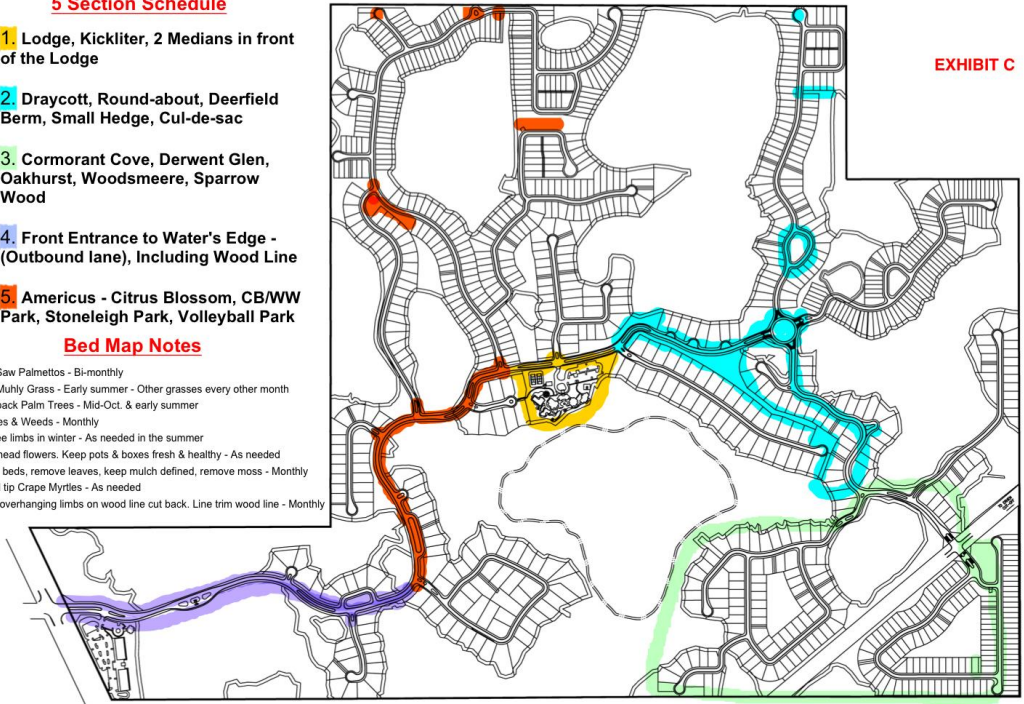 5 Section Schedule
EXHIBIT C
1. Lodge, Kickliter, 2 Medians in front
of the Lodge
2. Draycott, Round-about, Deerfield
Berm, Small Hedge, Cul-de-sac
3. Cormorant Cove, Derwent Glen,
Oakhurst, Woodsmeere, Sparrow
Wood
4. Front Entrance to Water's Edge -
(Outbound lane), Including Wood Line
5. Americus - Citrus Blossom, CB/WW
Park, Stoneleigh Park, Volleyball Park
Bed Map Notes
Saw Palmettos - Bi-monthly
Muhly Grass - Early summer - Other grasses every other month
Palm Trees - Mid-Oct. & early summer
& Weeds - Monthly
limbs in winter - As needed in the summer
flowers. Keep pots & boxes fresh & healthy - As needed
beds, remove leaves, keep mulch defined, remove moss - Monthly
tip Crape Myrtles - As needed
overhanging limbs on wood line cut back. Line trim wood line - Monthly